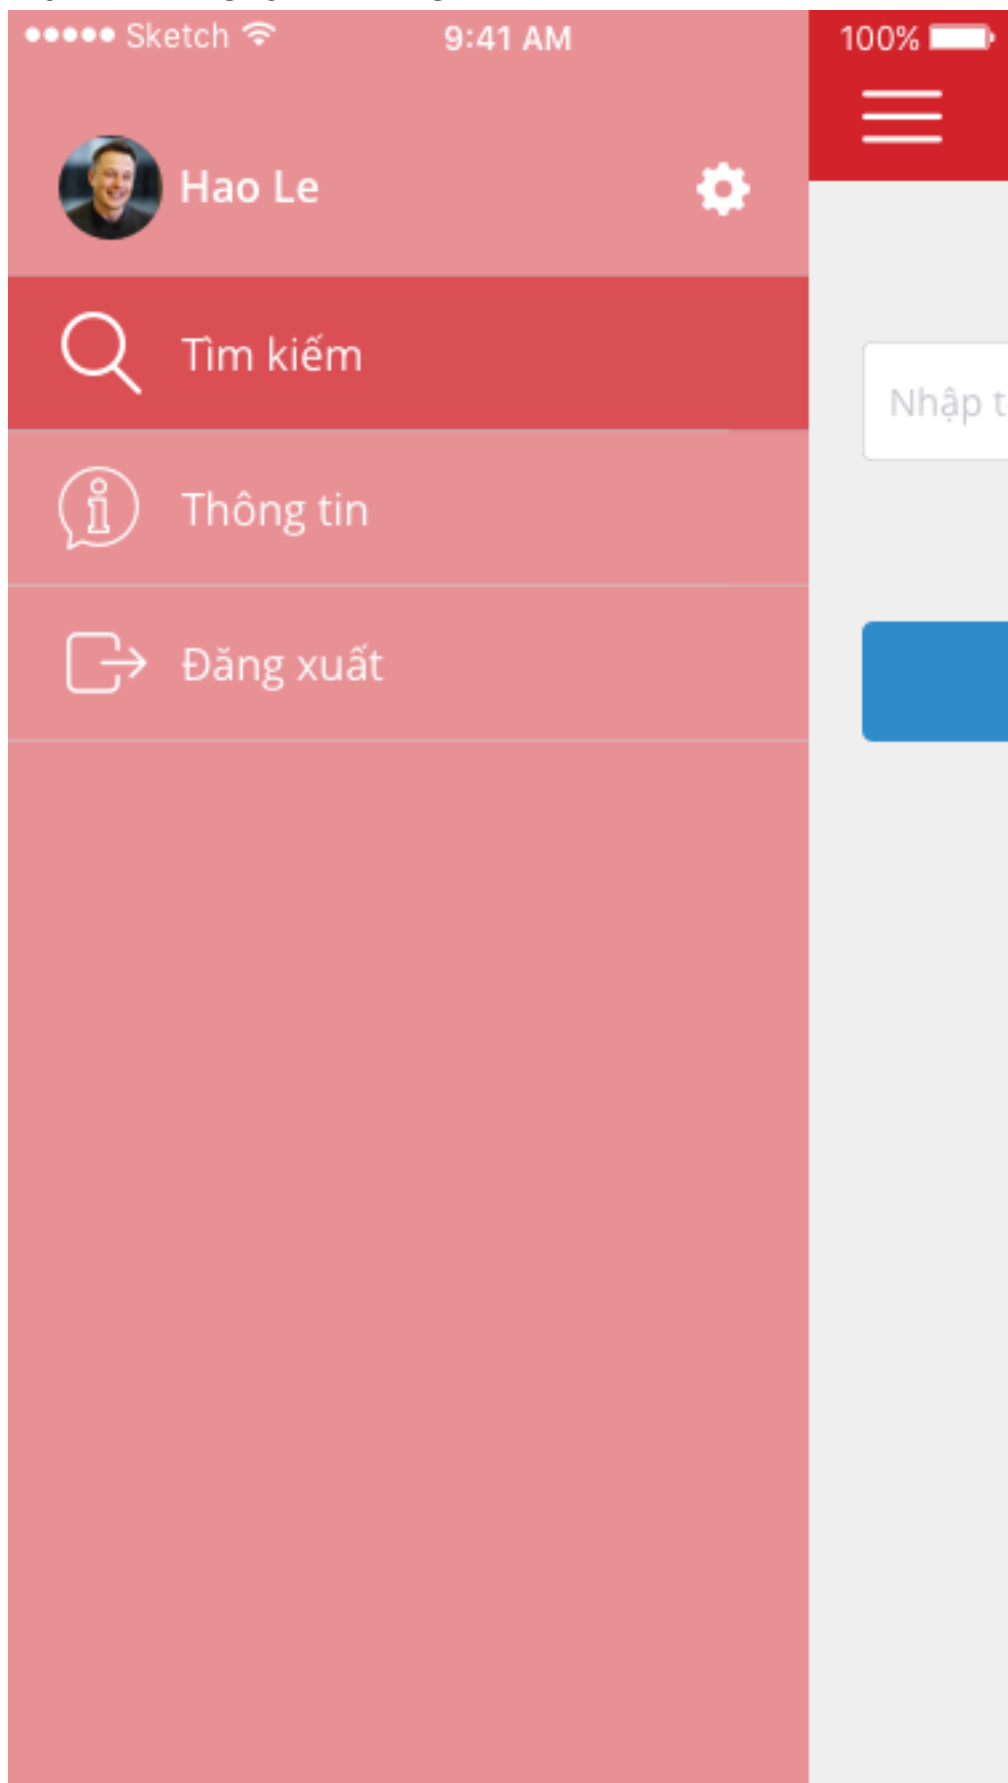 Sketch 9:41 AM 100%
Hao Le
Tìm kiếm
Nhập t
Thông tin
Đăng xuất